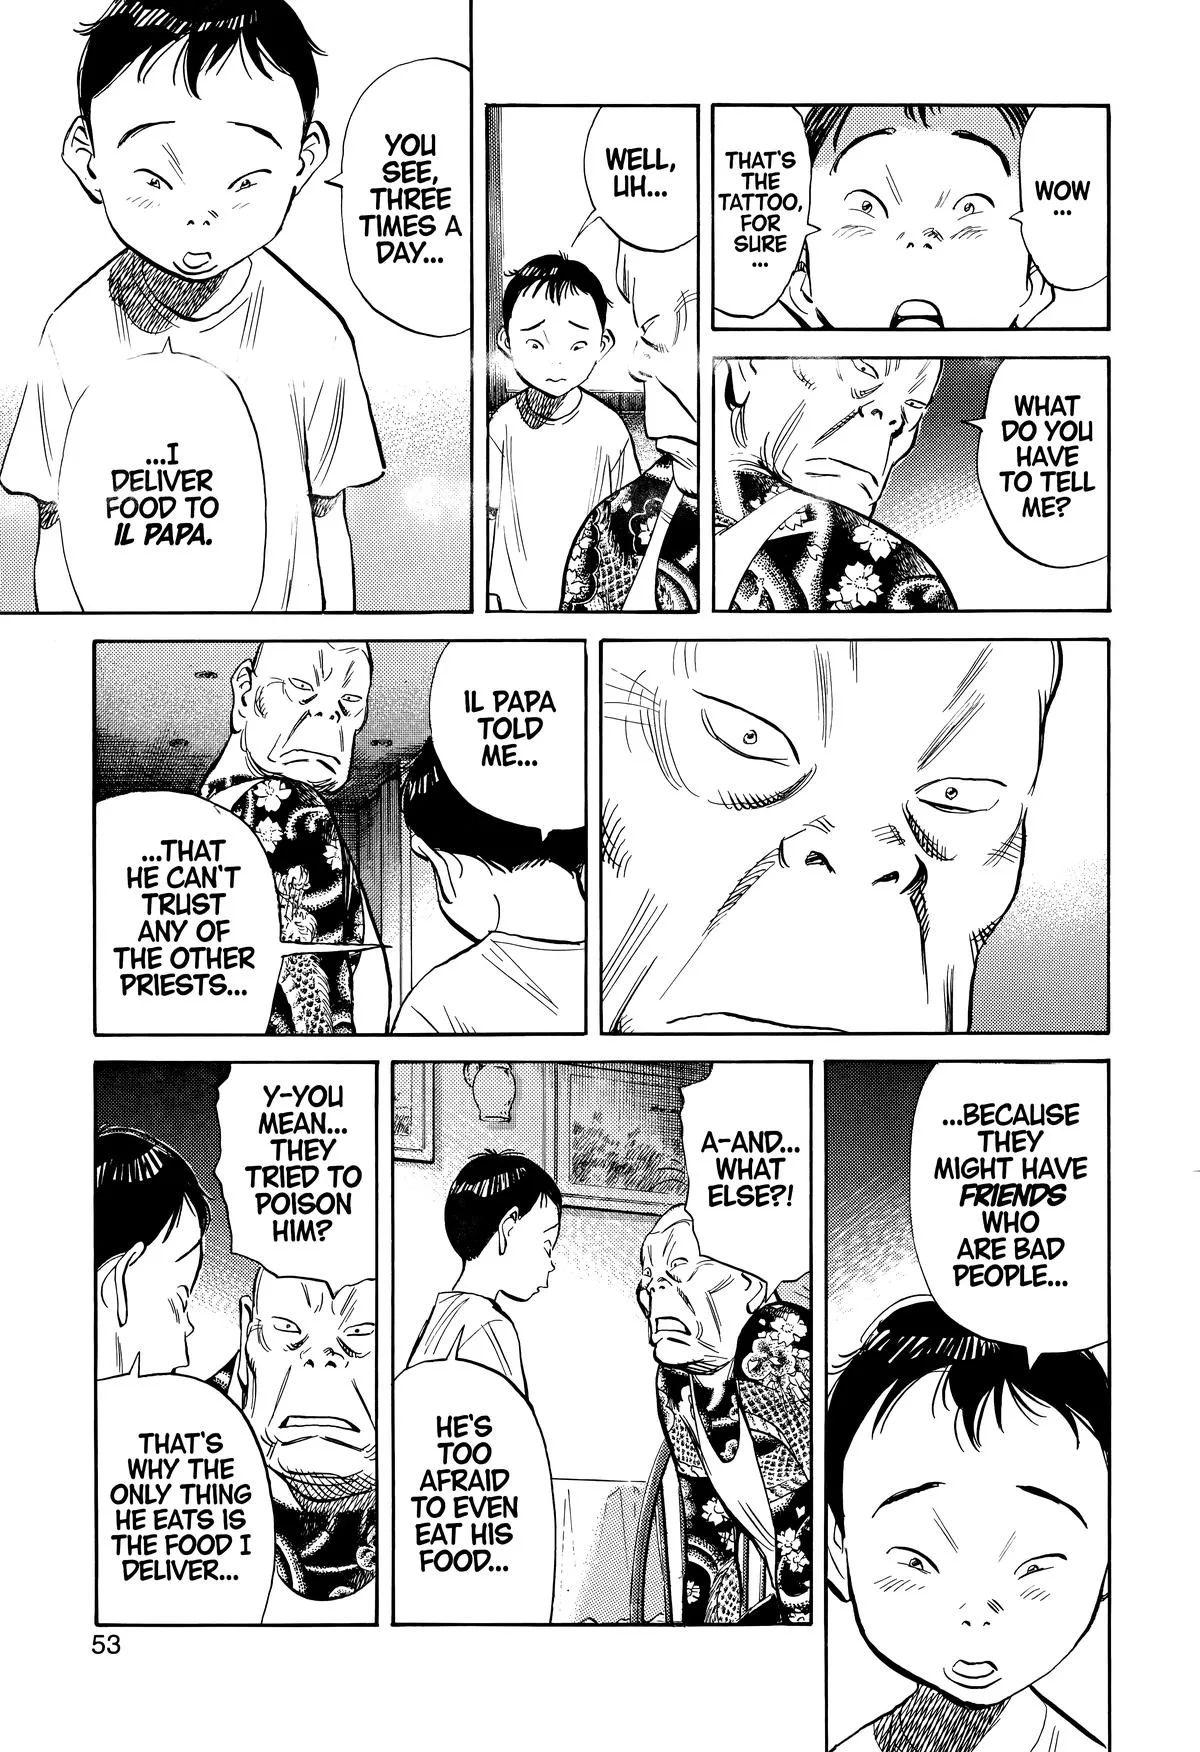 WOW
...
THAT'S
THE
TATTOO,
FOR
SURE
...
WHAT
DO YOU
HAVE
TO TELL
ME?
WELL,
UH...
YOU
SEE,
THREE
TIMES A
DAY...
...I
DELIVER
FOOD TO
IL PAPA.
IL PAPA
TOLD
ME...
...THAT
HE CAN'T
TRUST
ANY OF
THE OTHER
PRIESTS...
...BECAUSE
THEY
MIGHT HAVE
FRIENDS
WHO
ARE BAD
PEOPLE...
A-AND...
WHAT
ELSE?!
HE'S
TOO
AFRAID
TO EVEN
EAT HIS
FOOD...
Y-YOU
MEAN...
THEY
TRIED TO
POISON
HIM?
THAT'S
WHY THE
ONLY THING
HE EATS IS
THE FOOD I
DELIVER...
53